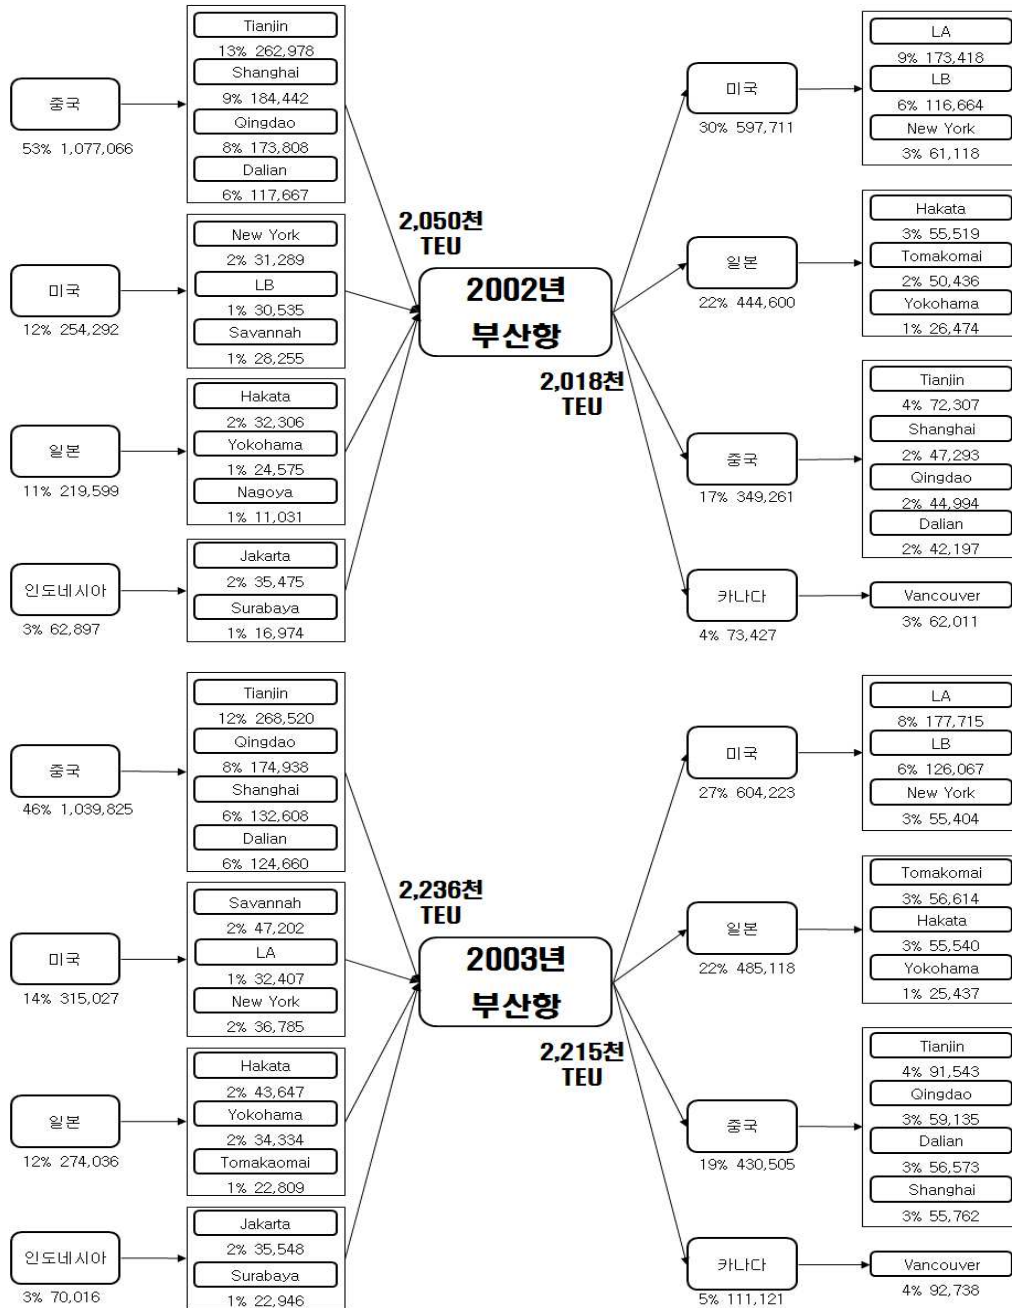 Tianjin
13% 262,978
Shanghai
9% 184,442
Qingdao
8% 173,808
Dalian
6% 117,667
중국
53% 1,077,066
New York
2% 31,289
LB
1% 30,535
Savannah
1% 28,255
미국
12% 254,292
Hakata
2% 32,306
Yokohama
1% 24,575
Nagoya
1% 11,031
일본
11% 219,599
Jakarta
2% 35,475
Surabaya
1% 16,974
인도네시아
3% 62,897
2,050천
TEU
2002년
부산항
2,018천
TEU
미국
30% 597,711
LA
9% 173,418
LB
6% 116,664
New York
3% 61,118
일본
22% 444,600
Hakata
3% 55,519
Tomakomai
2% 50,436
Yokohama
1% 26,474
중국
17% 349,261
Tianjin
4% 72,307
Shanghai
2% 47,293
Qingdao
2% 44,994
Dalian
2% 42,197
카나다
4% 73,427
Vancouver
3% 62,011
Tianjin
12% 268,520
Qingdao
8% 174,938
Shanghai
6% 132,608
Dalian
6% 124,660
중국
46% 1,039,825
Savannah
2% 47,202
LA
1% 32,407
New York
2% 36,785
미국
14% 315,027
Hakata
2% 43,647
Yokohama
2% 34,334
Tomakaomai
1% 22,809
일본
12% 274,036
Jakarta
2% 35,548
Surabaya
1% 22,946
인도네시아
3% 70,016
2,236천
TEU
2003년
부산항
2,215천
TEU
미국
27% 604,223
LA
8% 177,715
LB
6% 126,067
New York
3% 55,404
일본
22% 485,118
Tomakomai
3% 56,614
Hakata
3% 55,540
Yokohama
1% 25,437
중국
19% 430,505
Tianjin
4% 91,543
Qingdao
3% 59,135
Dalian
3% 56,573
Shanghai
3% 55,762
카나다
5% 111,121
Vancouver
4% 92,738